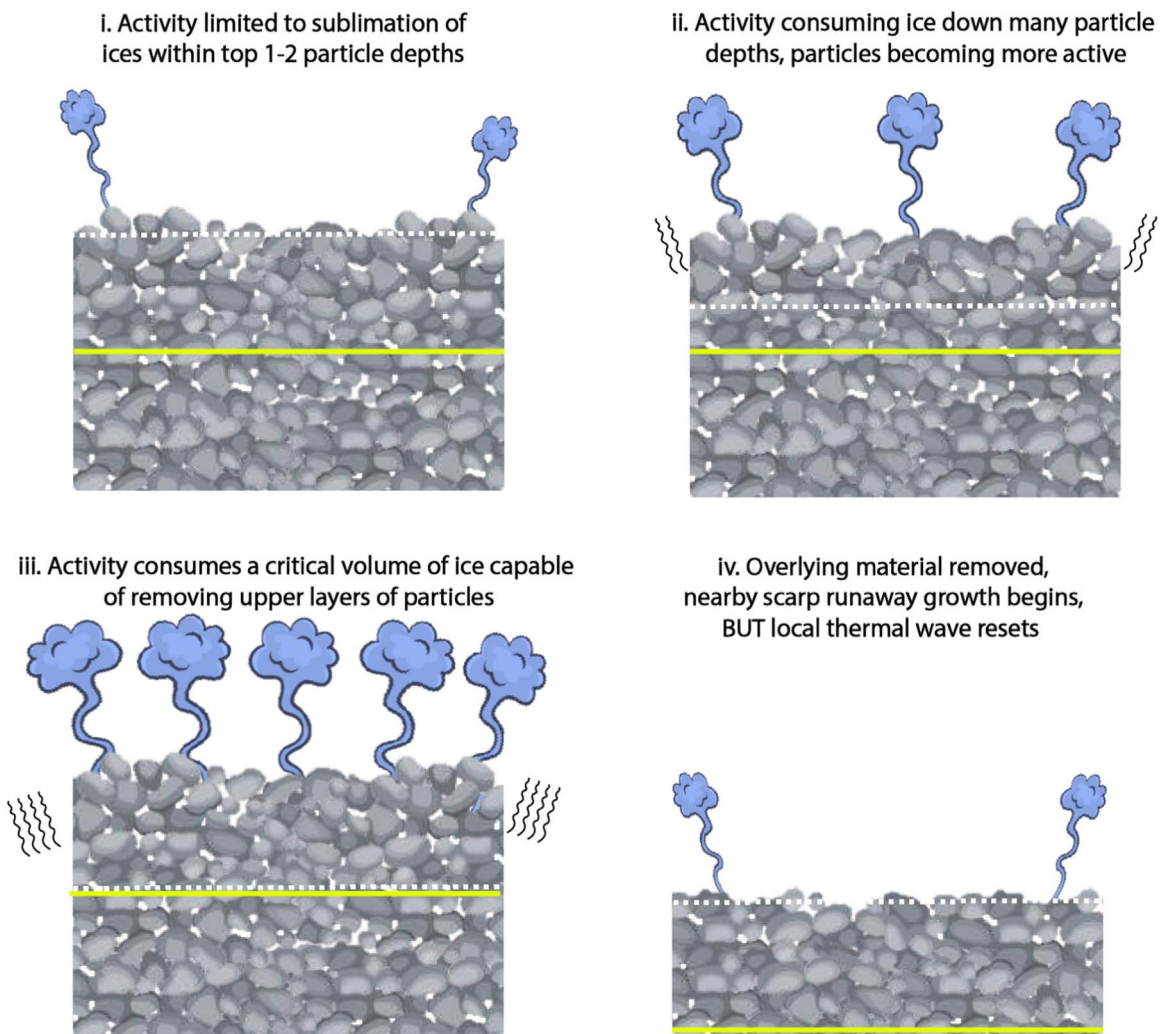 i. Activity limited to sublimation of
ices within top 1-2 particle depths
ii. Activity consuming ice down many particle
depths, particles becoming more active
iii. Activity consumes a critical volume of ice capable
of removing upper layers of particles
iv. Overlying material removed,
nearby scarp runaway growth begins,
BUT local thermal wave resets